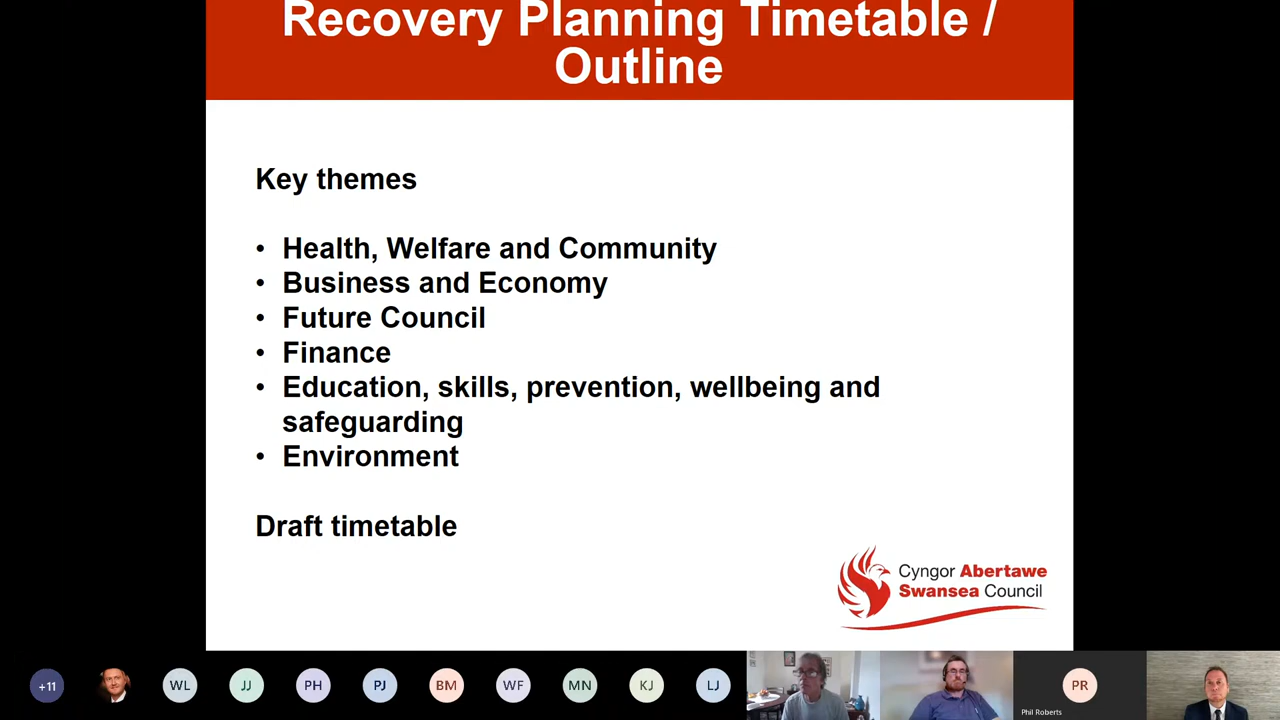 Recovery Planning Timetable /
Outline
Key themes
• Health, Welfare and Community
• Business and Economy
• Future Council
• Finance
• Education, skills, prevention, wellbeing and
safeguarding
• Environment
Draft timetable
Cyngor Abertawe
Swansea Council
+11
WL
JJ
PH
PJ
BM
WF
MN
KJ
LJ
PR
Phil Roberts